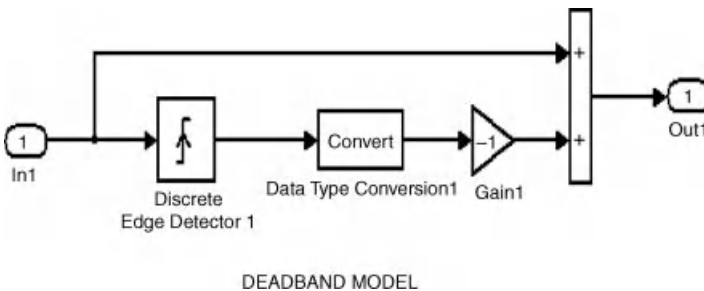 +
1
In1
Discrete
Edge Detector 1
Convert
Data Type Conversion1
-1
Gain1
+
1
Out1
DEADBAND MODEL